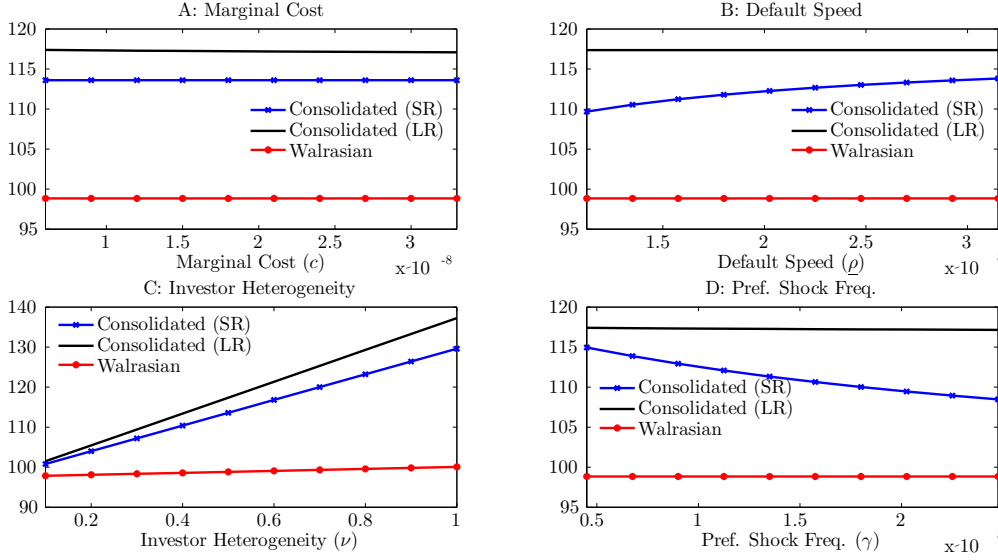 A: Marginal Cost
120
115
110
105
100
95
1
1.5
2
2.5
3
x 10 -8
Marginal Cost (c)
Consolidated (SR)
Consolidated (LR)
Walrasian
B: Default Speed
120
115
110
105
100
95
1.5
2
2.5
3
x 10
Default Speed (ρ)
Consolidated (SR)
Consolidated (LR)
Walrasian
C: Investor Heterogeneity
140
130
120
110
100
90
0.2
0.4
0.6
0.8
1
Investor Heterogeneity (ν)
Consolidated (SR)
Consolidated (LR)
Walrasian
D: Pref. Shock Freq.
120
115
110
105
100
95
0.5
1
1.5
2
x 10
Pref. Shock Freq. (γ)
Consolidated (SR)
Consolidated (LR)
Walrasian